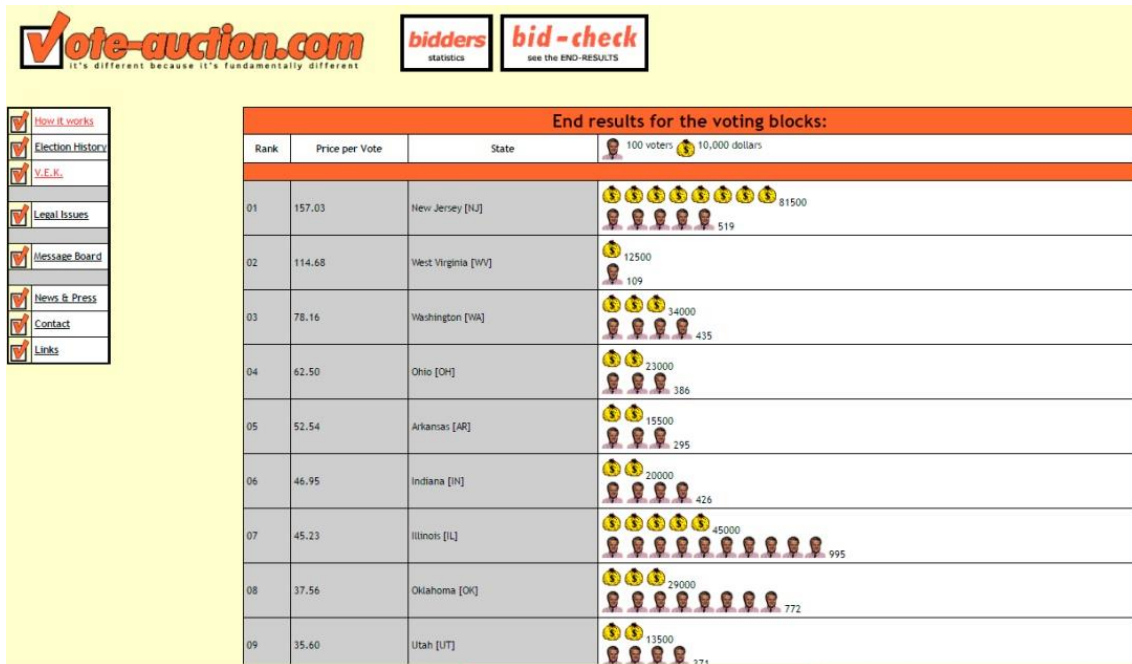 Vote-auction.com
it's different because it's fundamentally different
bidders
statistics
bid-check
see the END-RESULTS
How it works
Election History
V.E.K.
Legal Issues
Message Board
News & Press
Contact
Links
End results for the voting blocks:
Rank Price per Vote State 100 voters 10,000 dollars
01 157.03 New Jersey [NJ] 81500
519
02 114.68 West Virginia [WV] 12500
109
03 78.16 Washington [WA] 34000
435
04 62.50 Ohio [OH] 23000
386
05 52.54 Arkansas [AR] 15500
295
06 46.95 Indiana [IN] 20000
426
07 45.23 Illinois [IL] 45000
995
08 37.56 Oklahoma [OK] 29000
772
09 35.60 Utah [UT] 13500